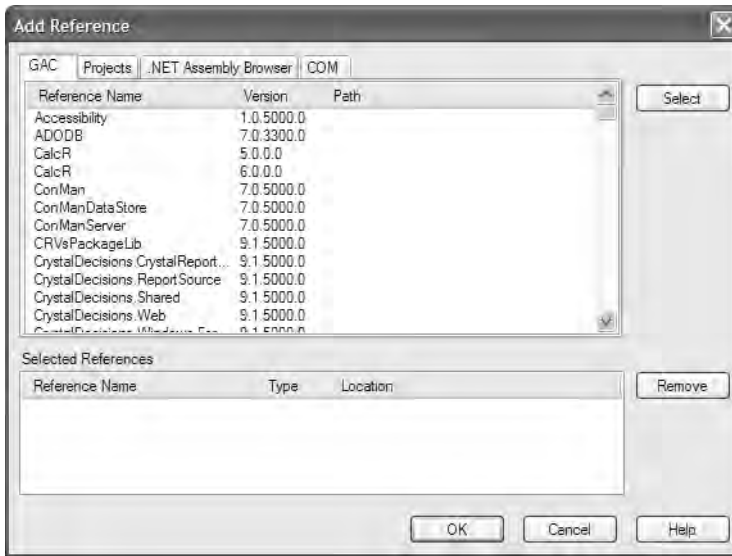 Add Reference
GAC Projects .NET Assembly Browser COM
Reference Name Version Path
Select
Accessibility 1.0.5000.0
ADODB 7.0.3300.0
CalcR 5.0.0.0
CalcR 6.0.0.0
ConMan 7.0.5000.0
ConManDataStore 7.0.5000.0
ConManServer 7.0.5000.0
CRVsPackageLib 9.1.5000.0
CrystalDecisions.CrystalReport...
9.1.5000.0
CrystalDecisions.ReportSource 9.1.5000.0
CrystalDecisions.Shared 9.1.5000.0
CrystalDecisions.Web 9.1.5000.0
Selected References
Reference Name Type Location
Remove
OK Cancel Help